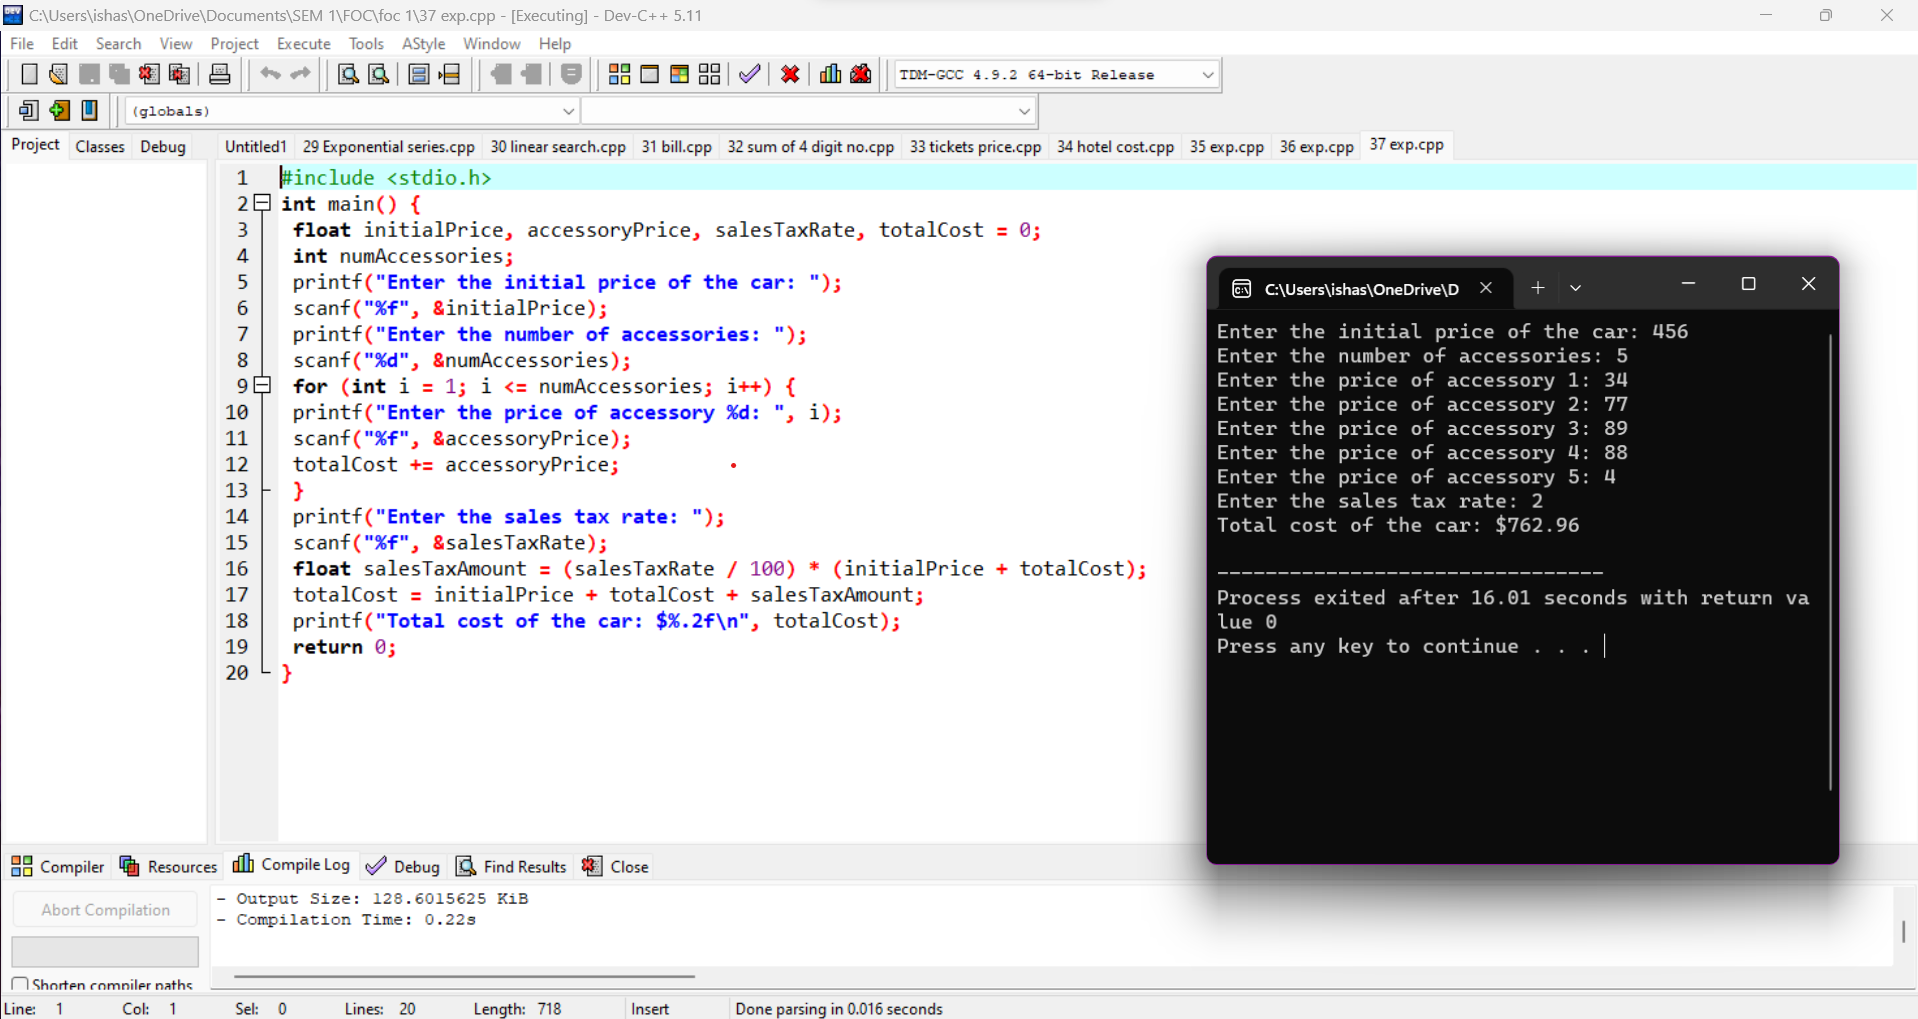 C:\Users\ishas\OneDrive\Documents\SEM 1\FOC\foc 1\37 exp.cpp - [Executing] - Dev-C++ 5.11
File Edit Search View Project Execute Tools AStyle Window Help
TDM-GCC 4.9.2 64-bit Release
(globals)
Project Classes Debug
Untitled1 29 Exponential series.cpp 30 linear search.cpp 31 bill.cpp 32 sum of 4 digit no.cpp 33 tickets price.cpp 34 hotel cost.cpp 35 exp.cpp 36 exp.cpp 37 exp.cpp
1 #include <stdio.h>
2 int main() {
3 float initialPrice, accessoryPrice, salesTaxRate, totalCost = 0;
4 int numAccessories;
5 printf("Enter the initial price of the car: ");
6 scanf("%f", &initialPrice);
7 printf("Enter the number of accessories: ");
8 scanf("%d", &numAccessories);
9 for (int i = 1; i <= numAccessories; i++) {
10 printf("Enter the price of accessory %d: ", i);
11 scanf("%f", &accessoryPrice);
12 totalCost += accessoryPrice;
13 }
14 printf("Enter the sales tax rate: ");
15 scanf("%f", &salesTaxRate);
16 float salesTaxAmount = (salesTaxRate / 100) * (initialPrice + totalCost);
17 totalCost = initialPrice + totalCost + salesTaxAmount;
18 printf("Total cost of the car: $%.2f\n", totalCost);
19 return 0;
20 }
C:\Users\ishas\OneDrive\D
Enter the initial price of the car: 456
Enter the number of accessories: 5
Enter the price of accessory 1: 34
Enter the price of accessory 2: 77
Enter the price of accessory 3: 89
Enter the price of accessory 4: 88
Enter the price of accessory 5: 4
Enter the sales tax rate: 2
Total cost of the car: $762.96
--------------------------------
Process exited after 16.01 seconds with return va
lue 0
Press any key to continue . . .
Compiler Resources Compile Log Debug Find Results Close
Abort Compilation
- Output Size: 128.6015625 KiB
- Compilation Time: 0.22s
Shorten compiler paths
Line: 1 Col: 1 Sel: 0 Lines: 20 Length: 718 Insert Done parsing in 0.016 seconds